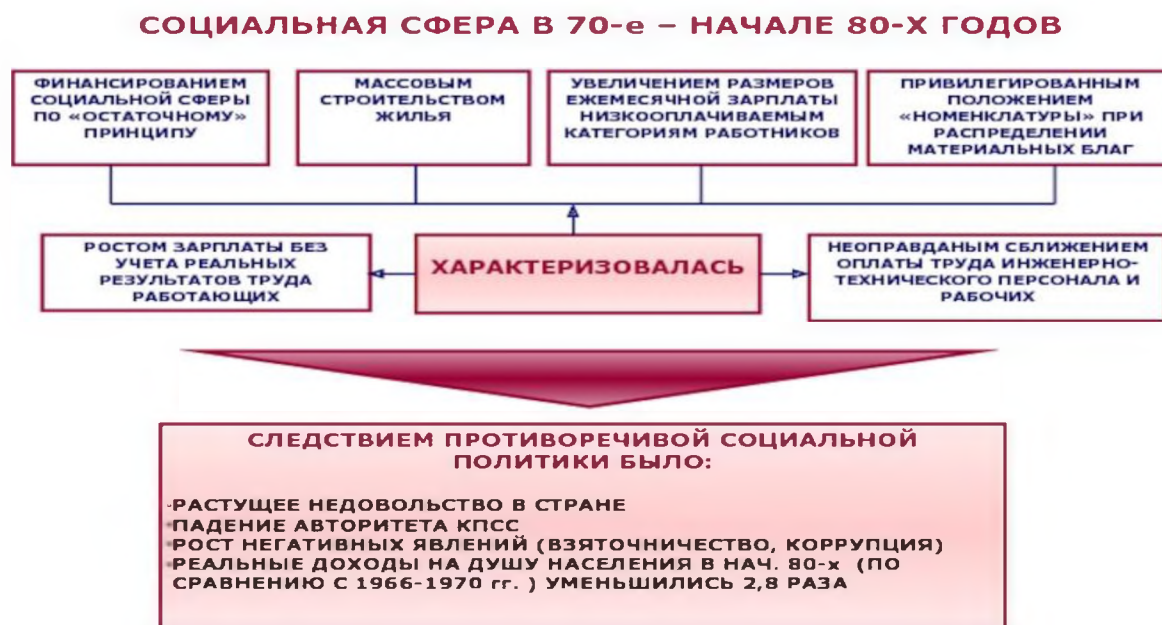 СОЦИАЛЬНАЯ СФЕРА В 70-е – НАЧАЛЕ 80-Х ГОДОВ
ФИНАНСИРОВАНИЕМ
СОЦИАЛЬНОЙ СФЕРЫ
ПО «ОСТАТОЧНОМУ»
ПРИНЦИПУ
МАССОВЫМ
СТРОИТЕЛЬСТВОМ
ЖИЛЬЯ
УВЕЛИЧЕНИЕМ РАЗМЕРОВ
ЕЖЕМЕСЯЧНОЙ ЗАРПЛАТЫ
НИЗКООПЛАЧИВАЕМЫМ
КАТЕГОРИЯМ РАБОТНИКОВ
ПРИВИЛЕГИРОВАННЫМ
ПОЛОЖЕНИЕМ
«НОМЕНКЛАТУРЫ» ПРИ
РАСПРЕДЕЛЕНИИ
МАТЕРИАЛЬНЫХ БЛАГ
РОСТОМ ЗАРПЛАТЫ БЕЗ
УЧЕТА РЕАЛЬНЫХ
РЕЗУЛЬТАТОВ ТРУДА
РАБОТАЮЩИХ
ХАРАКТЕРИЗОВАЛАСЬ
НЕОПРАВДАНЫМ СБЛИЖЕНИЕМ
ОПЛАТЫ ТРУДА ИНЖЕНЕРНО-
ТЕХНИЧЕСКОГО ПЕРСОНАЛА И
РАБОЧИХ
СЛЕДСТВИЕМ ПРОТИВОРЕЧИВОЙ СОЦИАЛЬНОЙ
ПОЛИТИКИ БЫЛО:
-РАСТУЩЕЕ НЕДОВОЛЬСТВО В СТРАНЕ
•ПАДЕНИЕ АВТОРИТЕТА КПСС
•РОСТ НЕГАТИВНЫХ ЯВЛЕНИЙ (ВЗЯТОЧНИЧЕСТВО, КОРРУПЦИЯ)
•РЕАЛЬНЫЕ ДОХОДЫ НА ДУШУ НАСЕЛЕНИЯ В НАЧ. 80-х (ПО
СРАВНЕНИЮ С 1966-1970 гг. ) УМЕНЬШИЛИСЬ 2,8 РАЗА